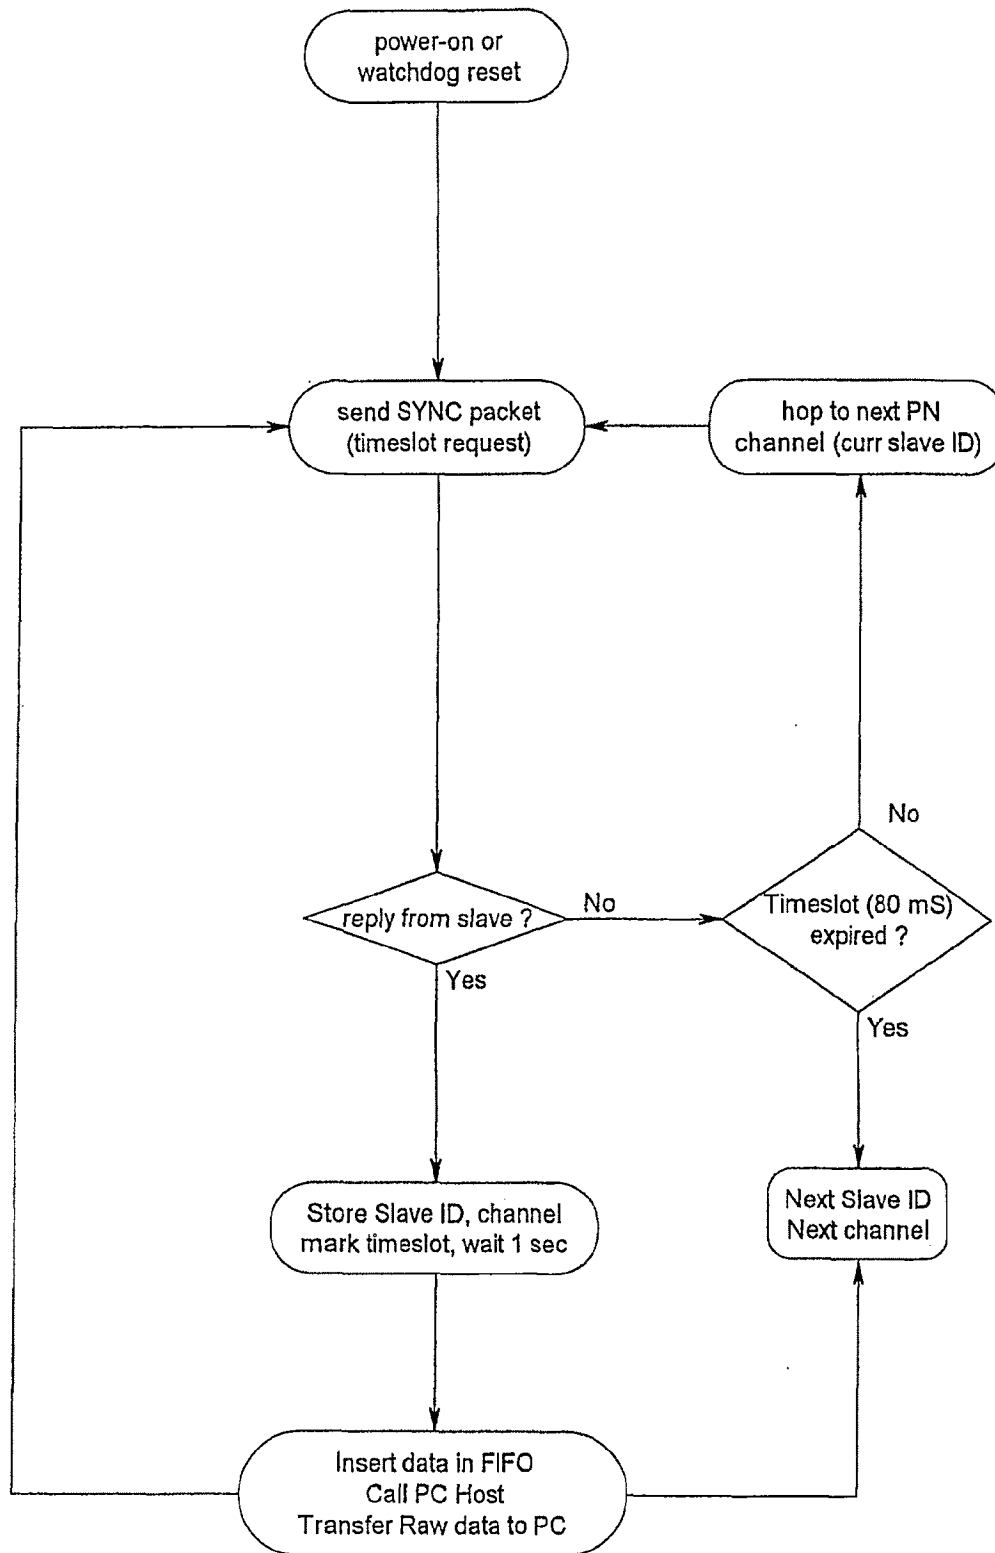 power-on or
watchdog reset
send SYNC packet
(timeslot request)
hop to next PN
channel (curr slave ID)
No
reply from slave ?
No
Timeslot (80 mS)
expired ?
Yes
Yes
Store Slave ID, channel
mark timeslot, wait 1 sec
Next Slave ID
Next channel
Insert data in FIFO
Call PC Host
Transfer Raw data to PC